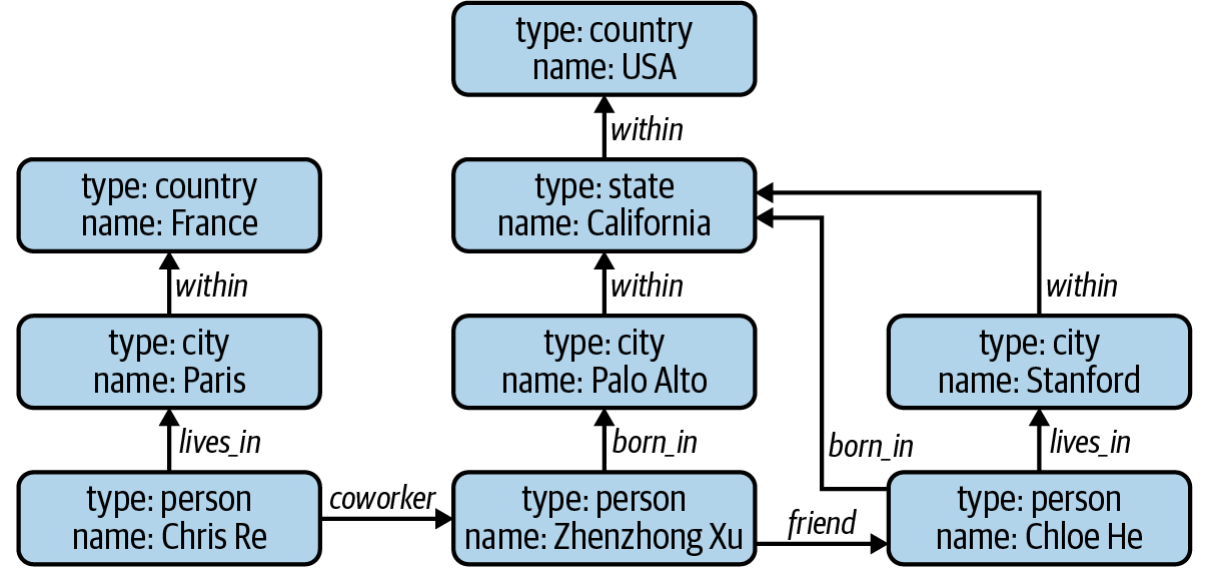 type: country
name: USA
within
type: country
name: France
type: state
name: California
within
within
within
type: city
name: Paris
type: city
name: Palo Alto
type: city
name: Stanford
lives_in
born_in
born_in
lives_in
type: person
name: Chris Re
coworker
type: person
name: Zhenzhong Xu
friend
type: person
name: Chloe He